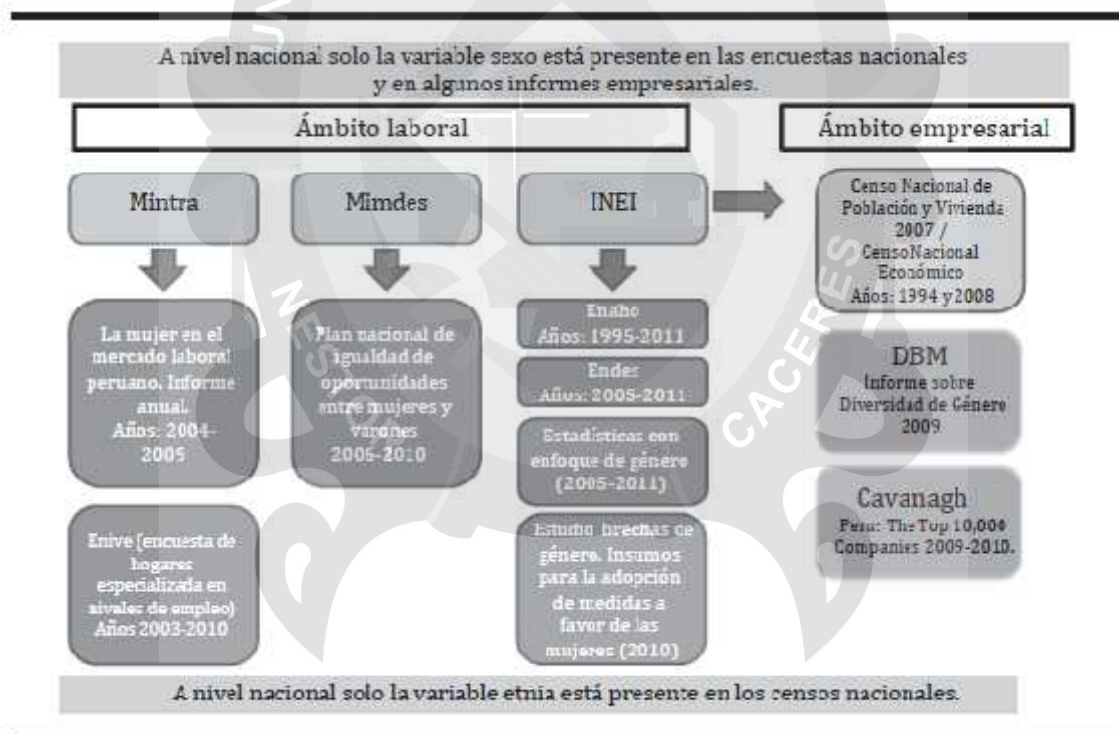 A nivel nacional solo la variable sexo está presente en las encuestas nacionales
y en algunos informes empresariales.
Ámbito laboral
Ámbito empresarial
Mintra
Mimdes
INEI
La mujer en el
mercado laboral
peruano. Informe
anual.
Años: 2004-
2005
Enive [encuesta de
hogares
especializada en
niveles de empleo)
Años 2003-2010
Plan nacional de
igualdad de
oportunidades
entre mujeres y
varones
2006-2010
Enaho
Años: 1995-2011
Endes
Años: 2005-2011
Estadísticas con
enfoque de género
(2005-2011)
Estudio brechas de
género. Insumos
para la adopción
de medidas a
favor de las
mujeres (2010)
Censo Nacional de
Población y Vivienda
2007 /
CensoNacional
Económico
Años: 1994 y2008
DBM
Informe sobre
Diversidad de Género
2009
Cavanagh
Peru: The Top 10,000
Companies 2009-2010.
A nivel nacional solo la variable etnia está presente en los censos nacionales.
CACERES